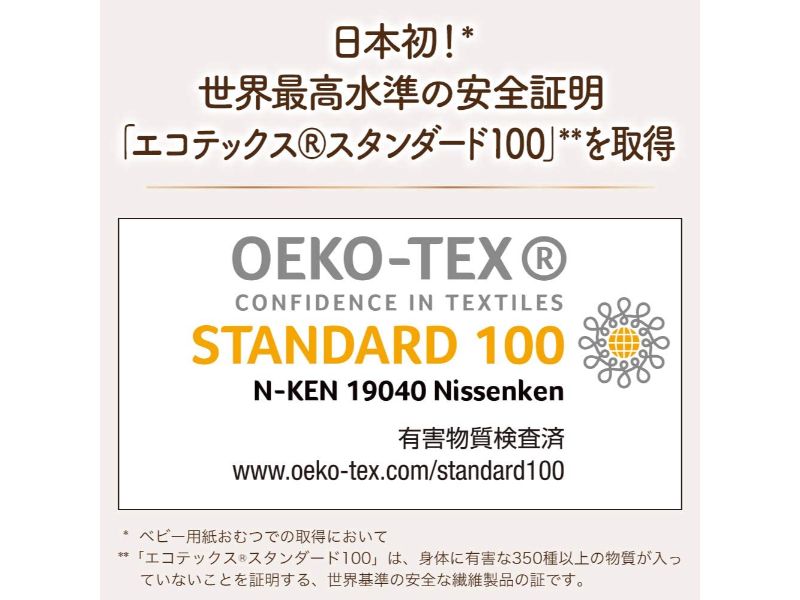 日本初！*
世界最高水準の安全証明
「エコテックス®スタンダード100」**を取得
OEKO-TEX®
CONFIDENCE IN TEXTILES
STANDARD 100
N-KEN 19040 Nissenken
有害物質検査済
www.oeko-tex.com/standard100
* ベビー用紙おむつでの取得において
**「エコテックス®スタンダード100」は、身体に有害な350種以上の物質が入っ
ていないことを証明する、世界基準の安全な繊維製品の証です。